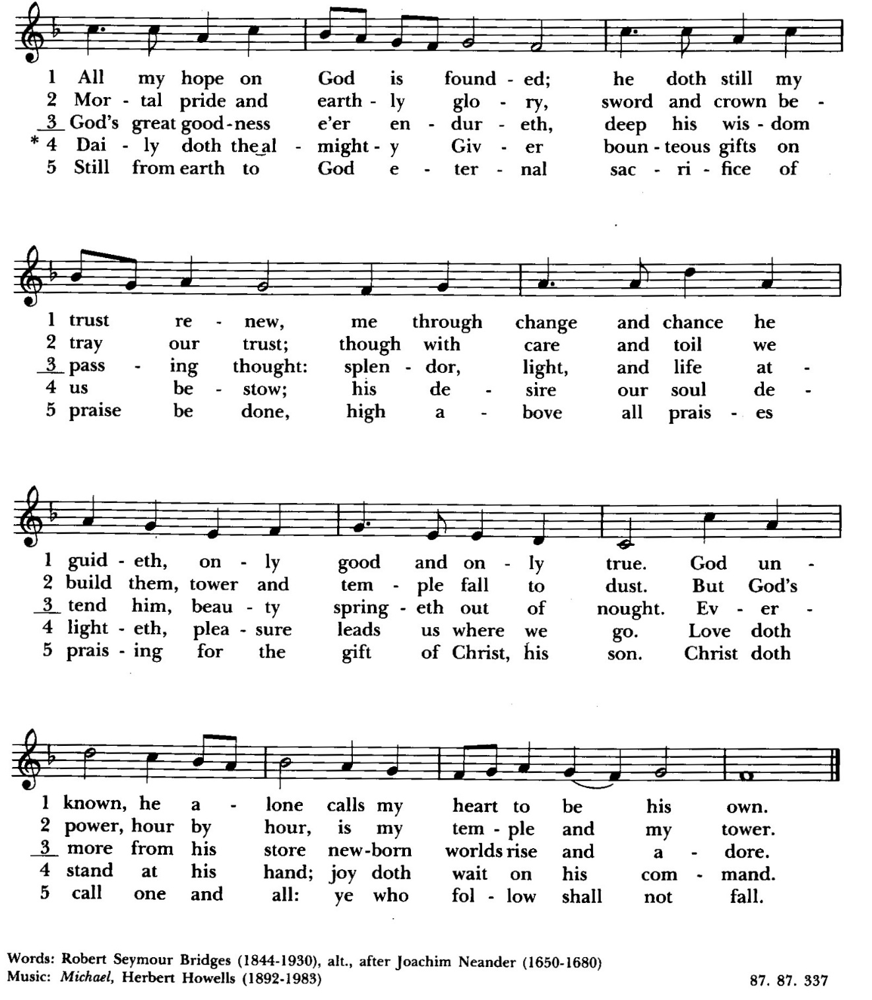 1 All my hope on God is found - ed; he doth still my
2 Mor - tal pride and earth - ly glo - ry, sword and crown be -
3 God's great good - ness e'er en - dur - eth, deep his wis - dom
* 4 Dai - ly doth the al - might - y Giv - er boun - teous gifts on
5 Still from earth to God e - ter - nal sac - ri - fice of
1 trust re - new, me through change and chance he
2 tray our trust; though with care and toil we
3 pass - ing thought: splen - dor, light, and life at -
4 us be - stow; his de - sire our soul de -
5 praise be done, high a - bove all prais - es
1 guid - eth, on - ly good and on - ly true. God un -
2 build them, tower and tem - ple fall to dust. But God's
3 tend him, beau - ty spring - eth out of nought. Ev - er -
4 light - eth, plea - sure leads us where we go. Love doth
5 prais - ing for the gift of Christ, his son. Christ doth
1 known, he a - lone calls my heart to be his own.
2 power, hour by hour, is my tem - ple and my tower.
3 more from his store new - born worlds rise and a - dore.
4 stand at his hand; joy doth wait on his com - mand.
5 call one and all: ye who fol - low shall not fall.
Words: Robert Seymour Bridges (1844-1930), alt., after Joachim Neander (1650-1680)
Music: Michael, Herbert Howells (1892-1983) 87. 87. 337